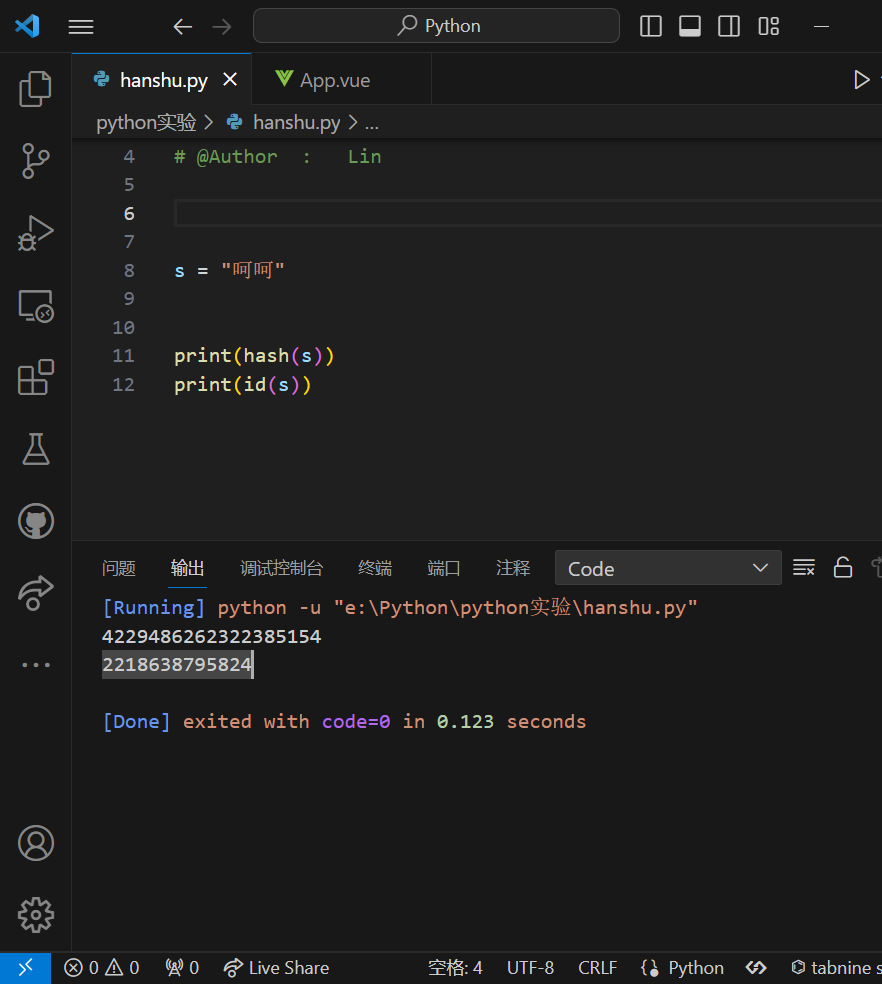 Python
hanshu.py
App.vue
python实验 > hanshu.py > ...
4 # @Author  :   Lin
5
6
7
8 s = "呵呵"
9
10
11 print(hash(s))
12 print(id(s))
问题 输出 调试控制台 终端 端口 注释 Code
[Running] python -u "e:\Python\python实验\hanshu.py"
4229486262322385154
2218638795824
[Done] exited with code=0 in 0.123 seconds
0 0 0 Live Share 空格: 4 UTF-8 CRLF Python tabnine s